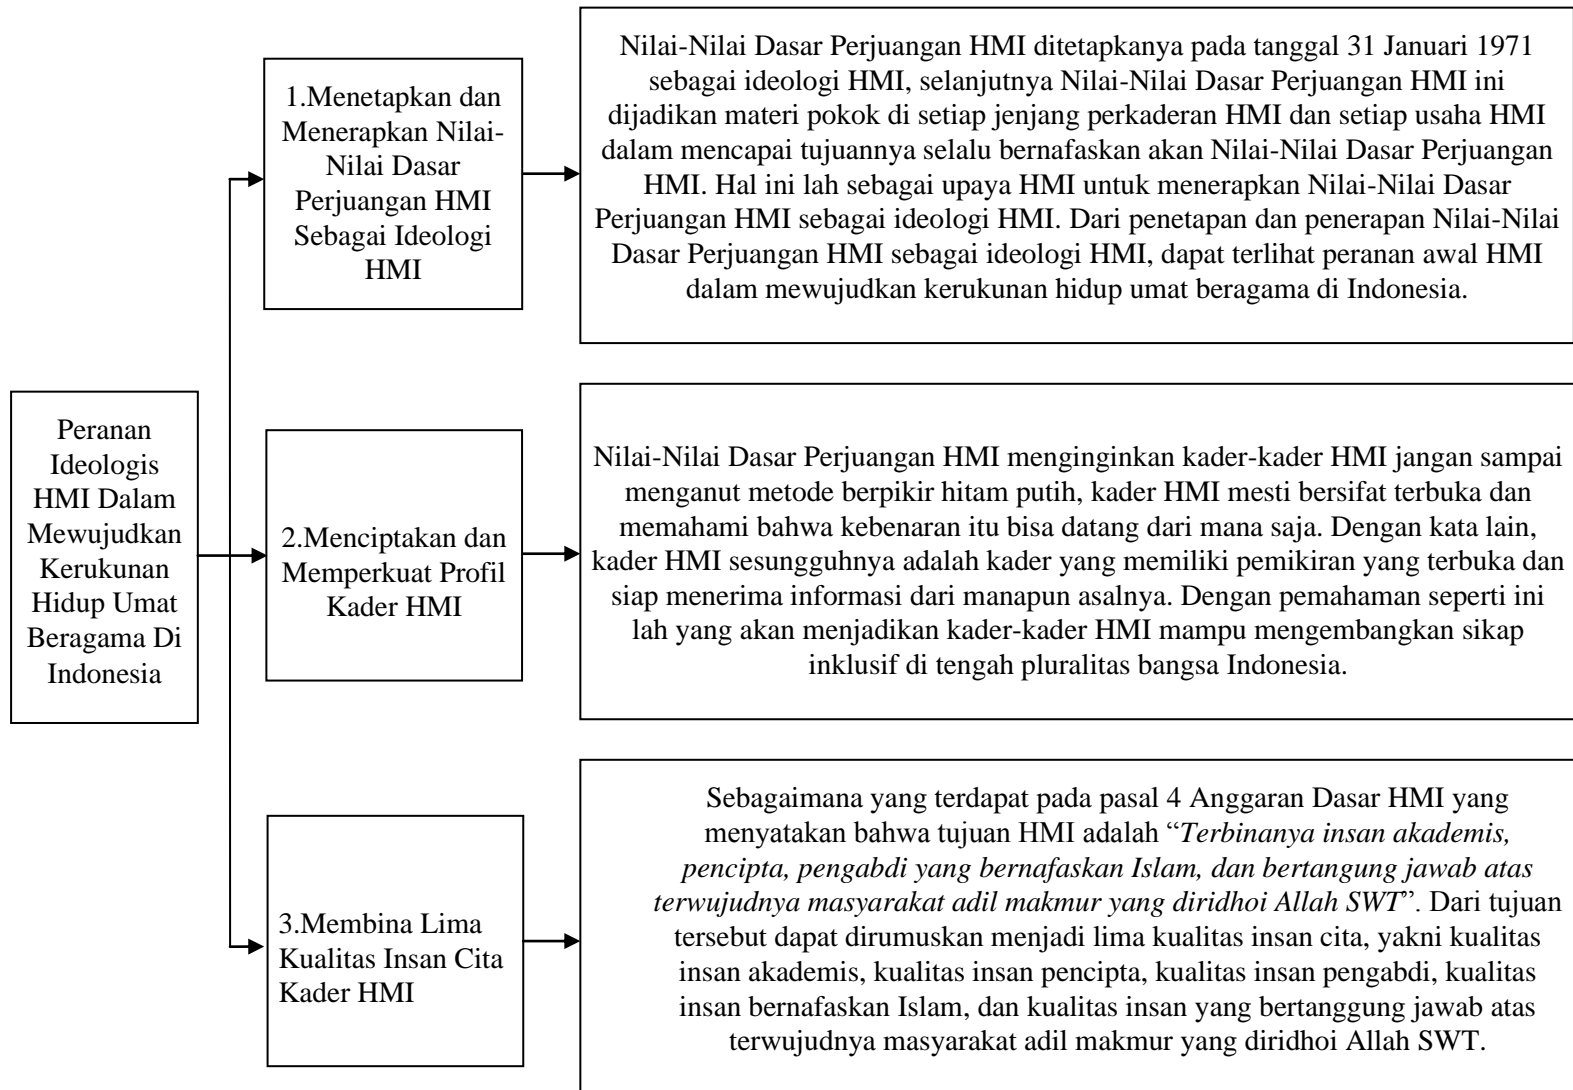 Peranan
Ideologis
HMI Dalam
Mewujudkan
Kerukunan
Hidup Umat
Beragama Di
Indonesia
1.Menetapkan dan
Menerapkan Nilai-
Nilai Dasar
Perjuangan HMI
Sebagai Ideologi
HMI
Nilai-Nilai Dasar Perjuangan HMI ditetapkanya pada tanggal 31 Januari 1971
sebagai ideologi HMI, selanjutnya Nilai-Nilai Dasar Perjuangan HMI ini
dijadikan materi pokok di setiap jenjang perkaderan HMI dan setiap usaha HMI
dalam mencapai tujuannya selalu bernafaskan akan Nilai-Nilai Dasar Perjuangan
HMI. Hal ini lah sebagai upaya HMI untuk menerapkan Nilai-Nilai Dasar
Perjuangan HMI sebagai ideologi HMI. Dari penetapan dan penerapan Nilai-Nilai
Dasar Perjuangan HMI sebagai ideologi HMI, dapat terlihat peranan awal HMI
dalam mewujudkan kerukunan hidup umat beragama di Indonesia.
2.Menciptakan dan
Memperkuat Profil
Kader HMI
Nilai-Nilai Dasar Perjuangan HMI menginginkan kader-kader HMI jangan sampai
menganut metode berpikir hitam putih, kader HMI mesti bersifat terbuka dan
memahami bahwa kebenaran itu bisa datang dari mana saja. Dengan kata lain,
kader HMI sesungguhnya adalah kader yang memiliki pemikiran yang terbuka dan
siap menerima informasi dari manapun asalnya. Dengan pemahaman seperti ini
lah yang akan menjadikan kader-kader HMI mampu mengembangkan sikap
inklusif di tengah pluralitas bangsa Indonesia.
3.Membina Lima
Kualitas Insan Cita
Kader HMI
Sebagaimana yang terdapat pada pasal 4 Anggaran Dasar HMI yang
menyatakan bahwa tujuan HMI adalah “Terbinanya insan akademis,
pencipta, pengabdi yang bernafaskan Islam, dan bertangung jawab atas
terwujudnya masyarakat adil makmur yang diridhoi Allah SWT”. Dari tujuan
tersebut dapat dirumuskan menjadi lima kualitas insan cita, yakni kualitas
insan akademis, kualitas insan pencipta, kualitas insan pengabdi, kualitas
insan bernafaskan Islam, dan kualitas insan yang bertanggung jawab atas
terwujudnya masyarakat adil makmur yang diridhoi Allah SWT.